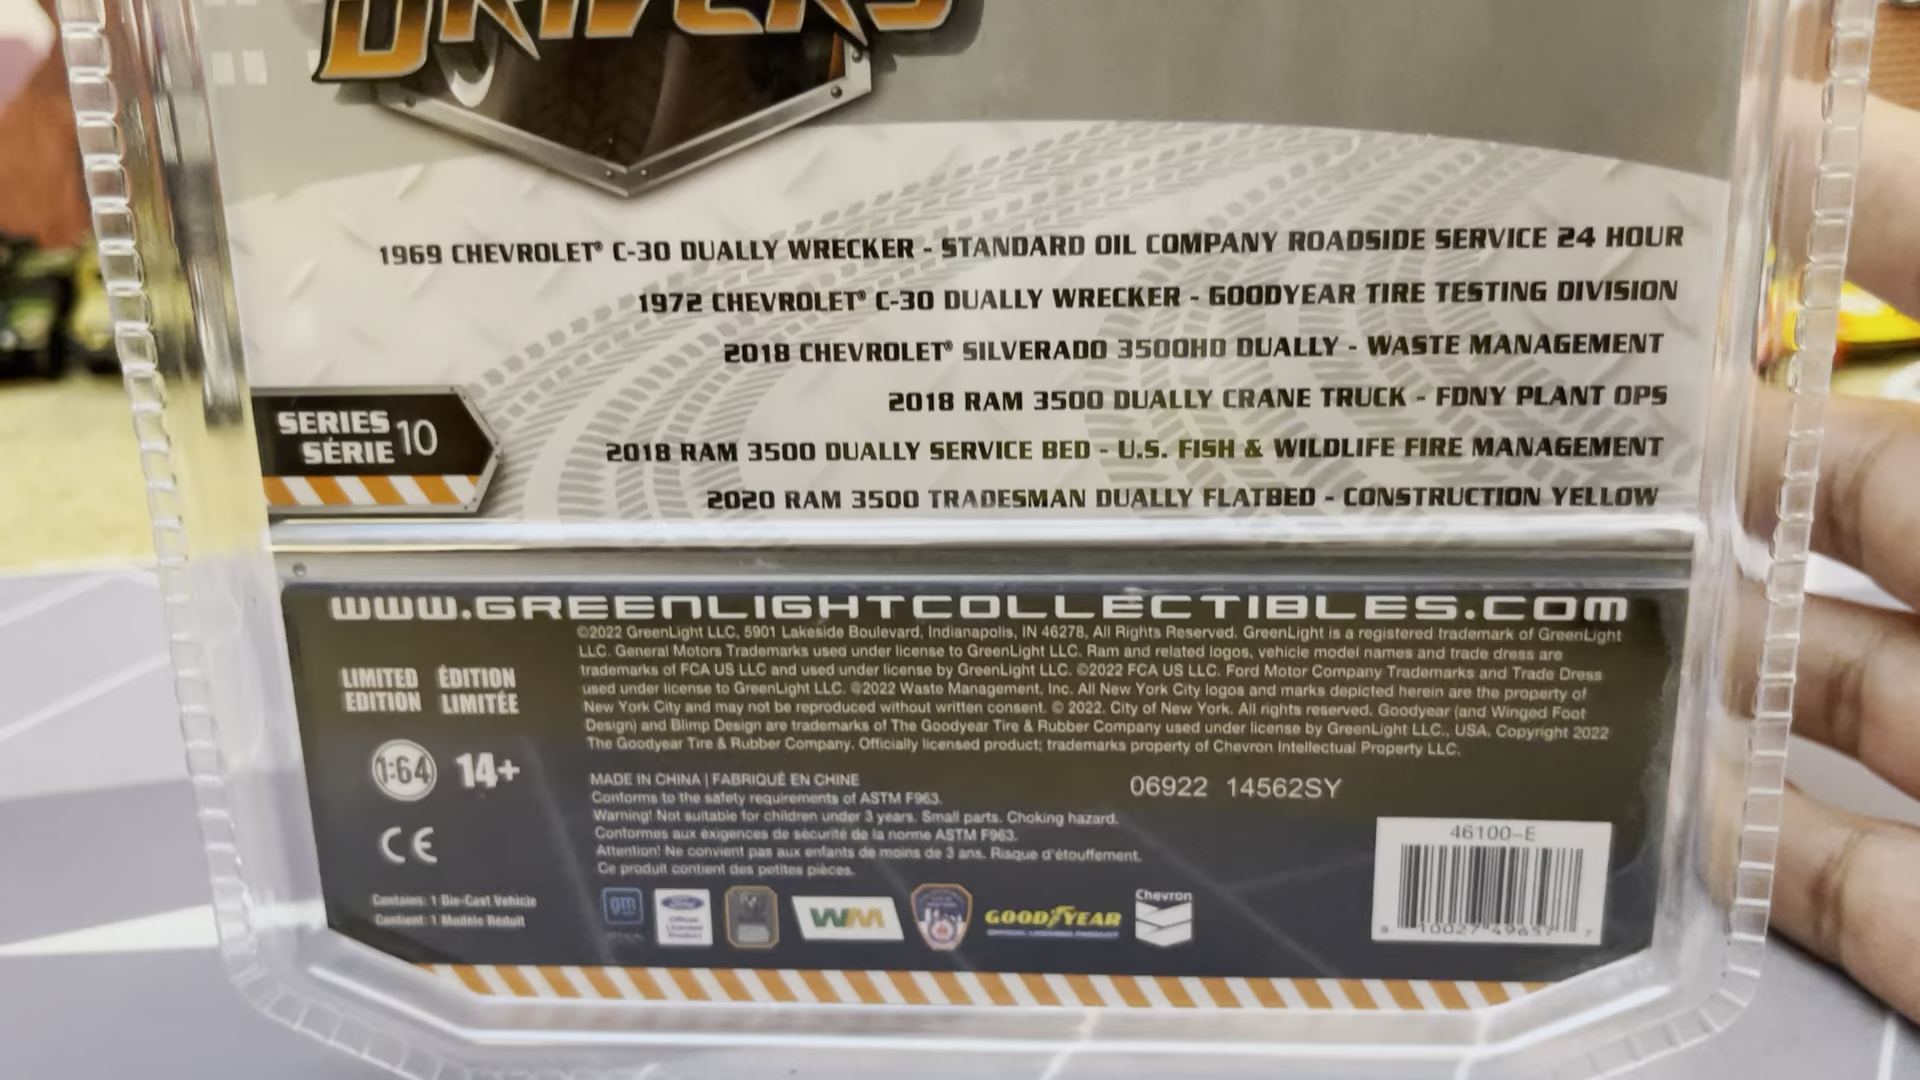 DRIVERS
1969 CHEVROLET® C-30 DUALLY WRECKER - STANDARD OIL COMPANY ROADSIDE SERVICE 24 HOUR
1972 CHEVROLET® C-30 DUALLY WRECKER - GOODYEAR TIRE TESTING DIVISION
2018 CHEVROLET® SILVERADO 3500HD DUALLY - WASTE MANAGEMENT
2018 RAM 3500 DUALLY CRANE TRUCK - FDNY PLANT OPS
2018 RAM 3500 DUALLY SERVICE BED - U.S. FISH & WILDLIFE FIRE MANAGEMENT
2020 RAM 3500 TRADESMAN DUALLY FLATBED - CONSTRUCTION YELLOW
SERIES
SÉRIE 10
www.GREENLIGHTCOLLECTIBLES.COM
©2022 GreenLight LLC, 5901 Lakeside Boulevard, Indianapolis, IN 46278, All Rights Reserved. GreenLight is a registered trademark of GreenLight
LLC. General Motors Trademarks used under license to GreenLight LLC. Ram and related logos, vehicle model names and trade dress are
trademarks of FCA US LLC and used under license by GreenLight LLC. ©2022 FCA US LLC. Ford Motor Company Trademarks and Trade Dress
used under license to GreenLight LLC. ©2022 Waste Management, Inc. All New York City logos and marks depicted herein are the property of
New York City and may not be reproduced without written consent. © 2022. City of New York. All rights reserved. Goodyear (and Winged Foot
Design) and Blimp Design are trademarks of The Goodyear Tire & Rubber Company used under license by GreenLight LLC., USA. Copyright 2022
The Goodyear Tire & Rubber Company. Officially licensed product; trademarks property of Chevron Intellectual Property LLC.
LIMITED EDITION
ÉDITION LIMITÉE
1:64 14+
CE
MADE IN CHINA | FABRIQUÉ EN CHINE
Conforms to the safety requirements of ASTM F963.
Warning! Not suitable for children under 3 years. Small parts. Choking hazard.
Conformes aux exigences de sécurité de la norme ASTM F963.
Attention! Ne convient pas aux enfants de moins de 3 ans. Risque d'étouffement.
Ce produit contient des petites pièces.
06922 14562SY
46100-E
Contains: 1 Die-Cast Vehicle
Contient: 1 Modèle Réduit
gm
Ford
Official
Licensed
Product
WM
GOODYEAR
OFFICIAL LICENSED PRODUCT
Chevron